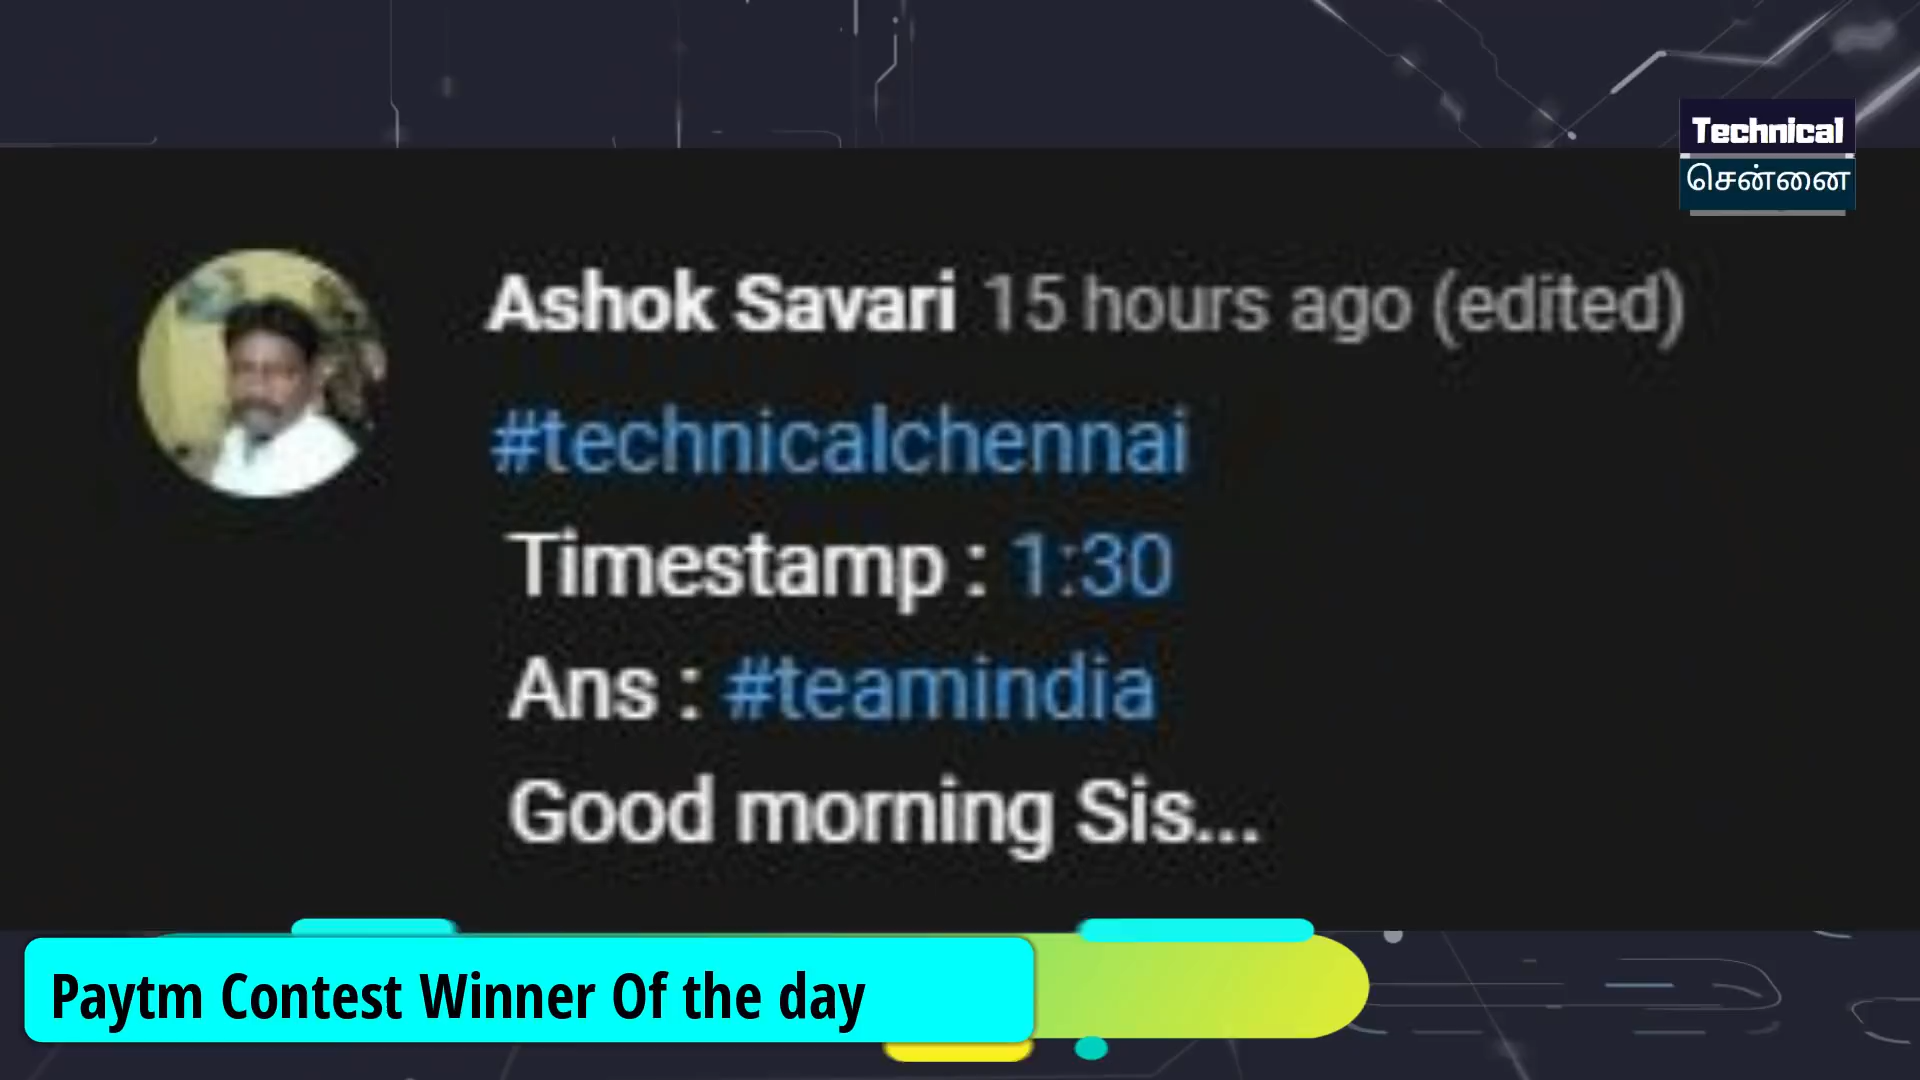 Technical
சென்னை
Ashok Savari 15 hours ago (edited)
#technicalchennai
Timestamp : 1:30
Ans : #teamindia
Good morning Sis...
Paytm Contest Winner Of the day